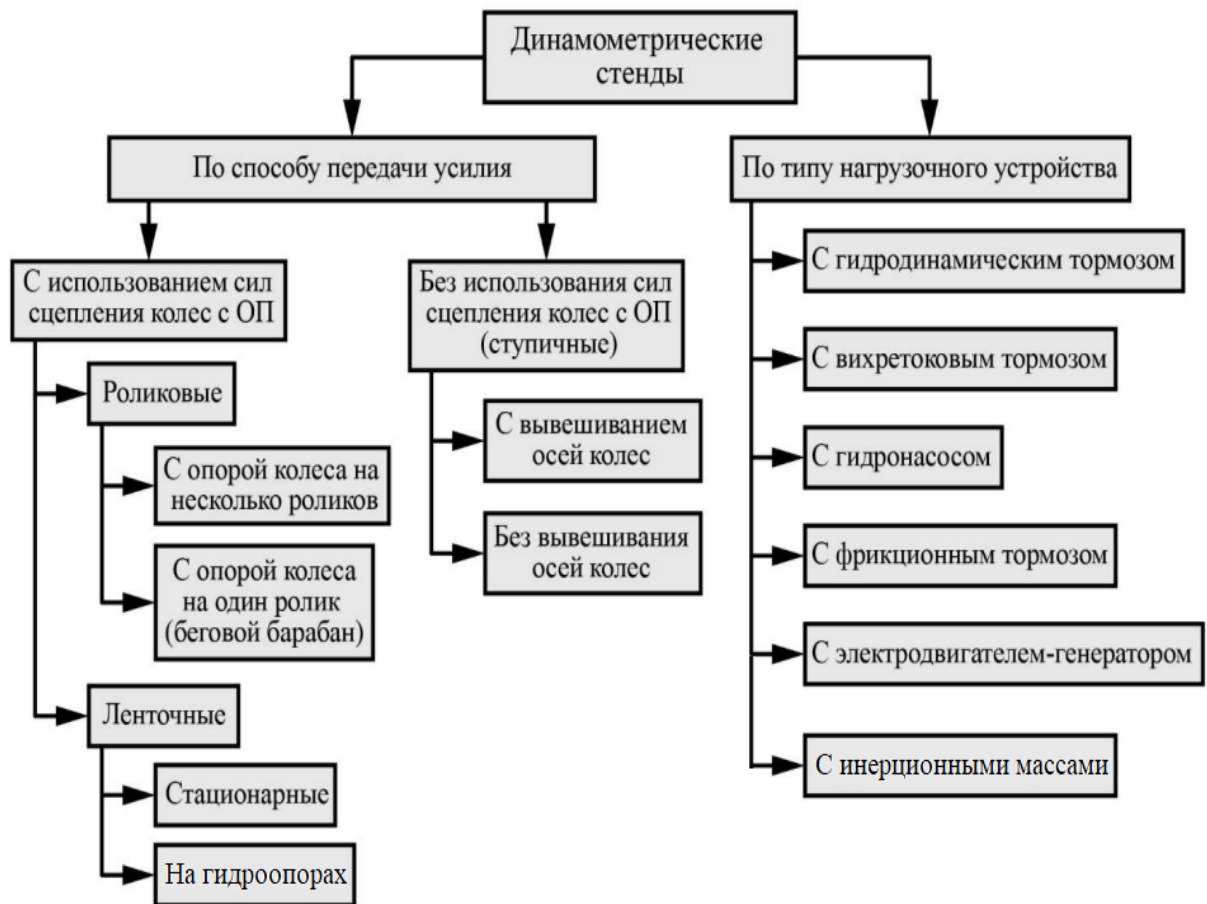 Динамометрические
стенды
По способу передачи усилия
По типу нагрузочного устройства
С использованием сил
сцепления колес с ОП
Без использования сил
сцепления колес с ОП
(ступичные)
Роликовые
С опорой колеса на
несколько роликов
С опорой колеса
на один ролик
(беговой барабан)
Ленточные
Стационарные
На гидроопорах
С вывешиванием
осей колес
Без вывешивания
осей колес
С гидродинамическим тормозом
С вихретоковым тормозом
С гидронасосом
С фрикционным тормозом
С электродвигателем-генератором
С инерционными массами